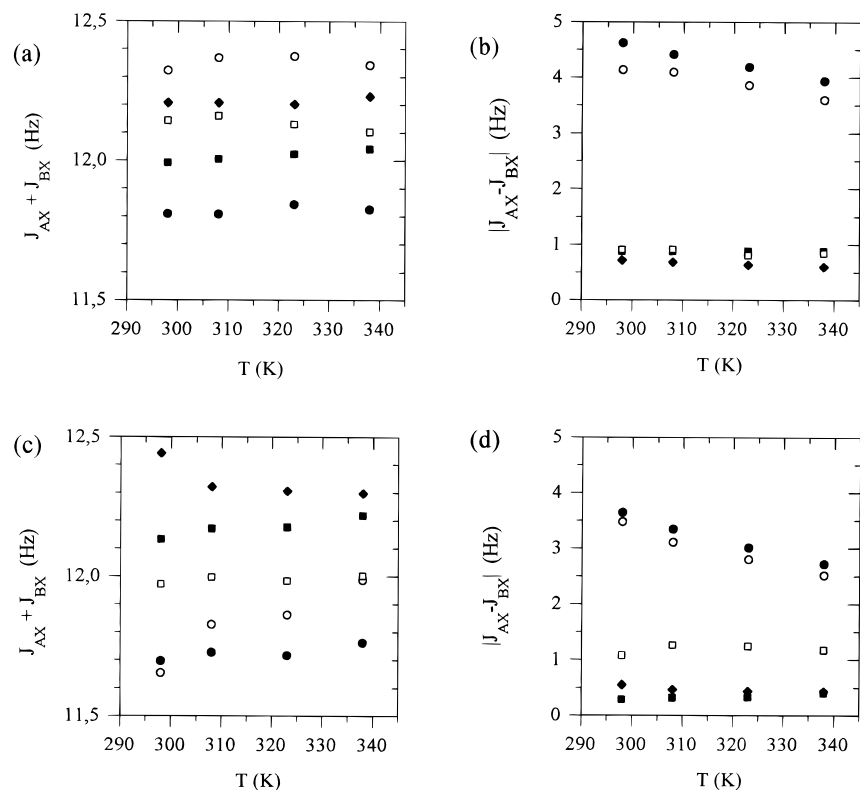 (a)
12,5
12,0
11,5
J_AX + J_BX (Hz)
290 300 310 320 330 340
T (K)
(b)
5
4
3
2
1
0
|J_AX-J_BX| (Hz)
290 300 310 320 330 340
T (K)
(c)
12,5
12,0
11,5
J_AX + J_BX (Hz)
290 300 310 320 330 340
T (K)
(d)
5
4
3
2
1
0
|J_AX-J_BX| (Hz)
290 300 310 320 330 340
T (K)